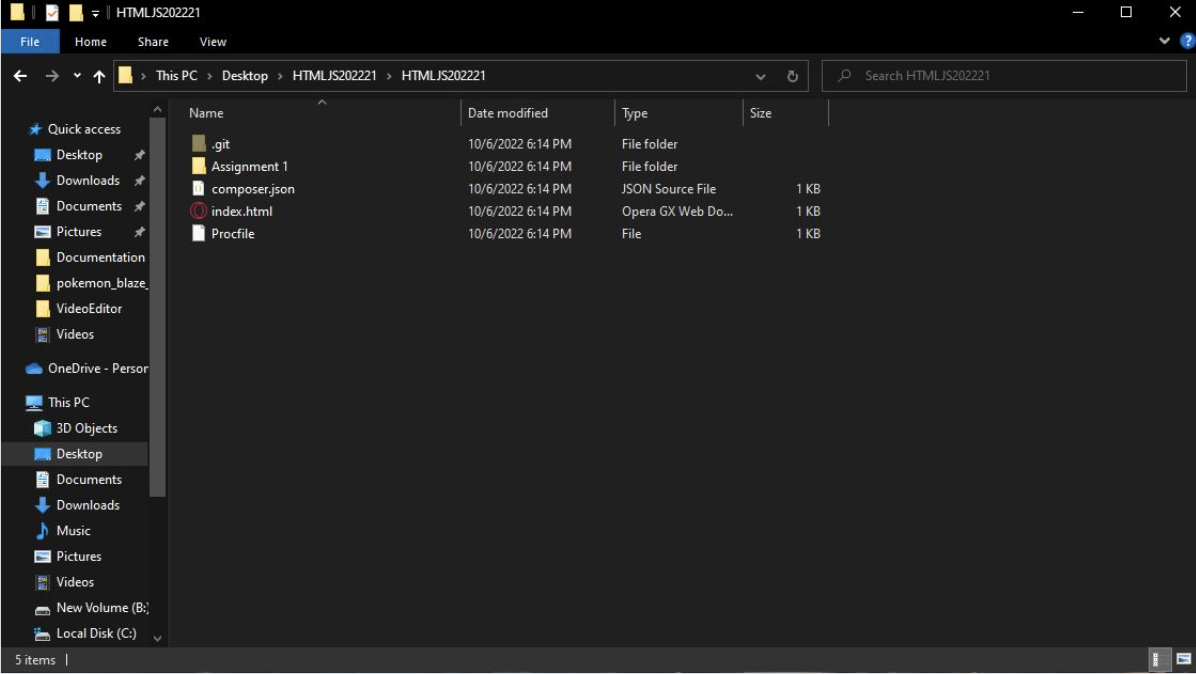 HTMLJS202221
File Home Share View
This PC Desktop HTMLJS202221 HTMLJS202221 Search HTMLJS202221
Name Date modified Type Size
Quick access
Desktop
Downloads
Documents
Pictures
Documentation
pokemon_blaze_
VideoEditor
Videos
OneDrive - Person
This PC
3D Objects
Desktop
Documents
Downloads
Music
Pictures
Videos
New Volume (B:)
Local Disk (C:)
.git 10/6/2022 6:14 PM File folder
Assignment 1 10/6/2022 6:14 PM File folder
composer.json 10/6/2022 6:14 PM JSON Source File 1 KB
index.html 10/6/2022 6:14 PM Opera GX Web Do... 1 KB
Procfile 10/6/2022 6:14 PM File 1 KB
5 items